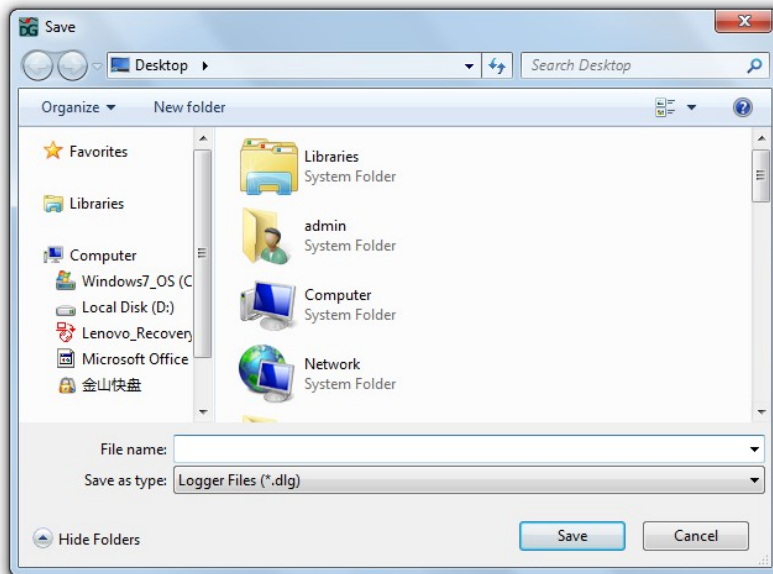 DG Save
Desktop
Search Desktop
Organize New folder
Favorites
Libraries
Computer
Windows7_OS (C
Local Disk (D:)
Lenovo_Recovery
Microsoft Office
金山快盘
Libraries
System Folder
admin
System Folder
Computer
System Folder
Network
System Folder
File name:
Save as type: Logger Files (*.dlg)
Hide Folders Save Cancel